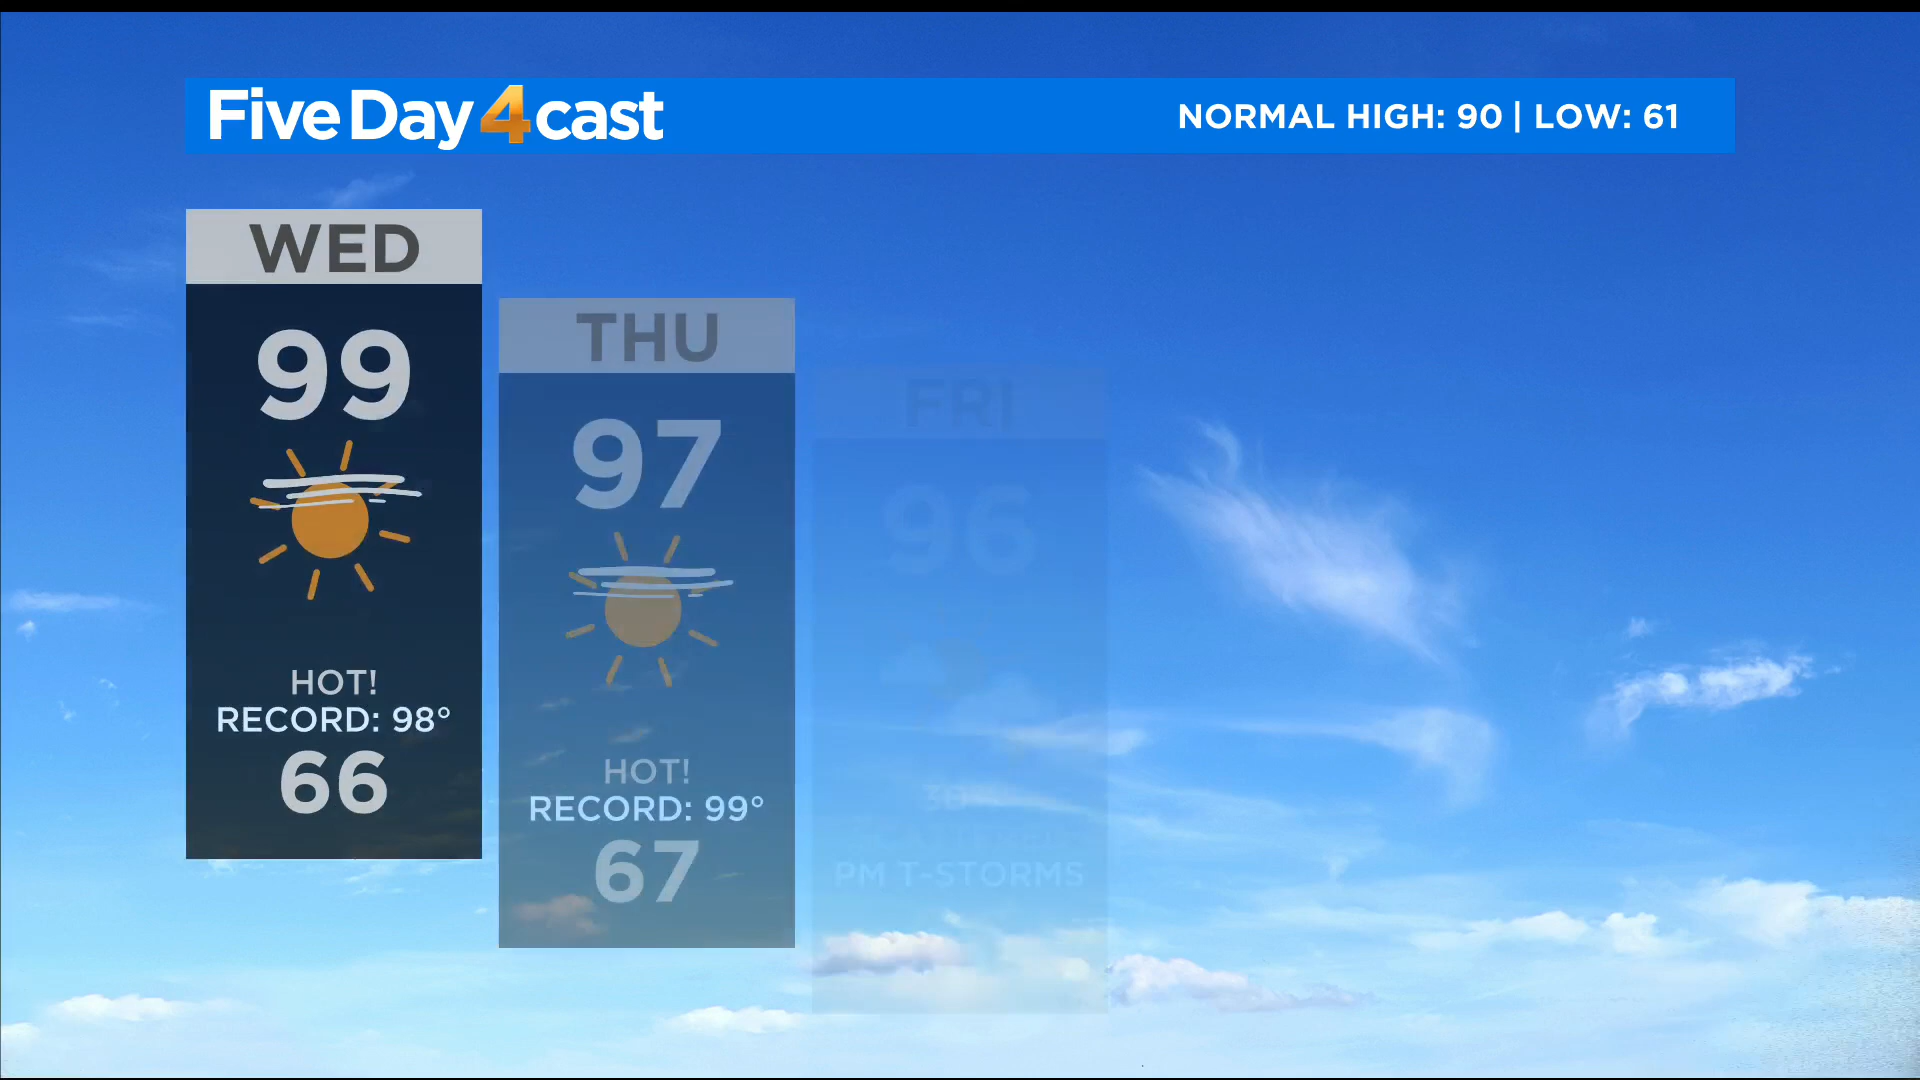 Five Day 4cast
NORMAL HIGH: 90 | LOW: 61
WED
99
HOT!
RECORD: 98°
66
THU
97
HOT!
RECORD: 99°
67
FRI
96
PM T-STORMS